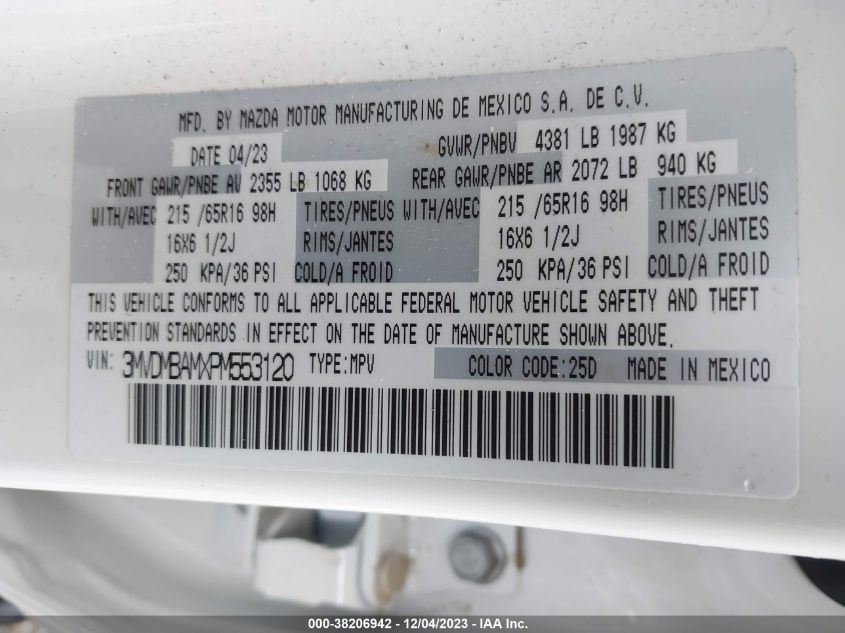 MFD. BY MAZDA MOTOR MANUFACTURING DE MEXICO S.A. DE C.V.
DATE 04/23 GVWR/PNBV 4381 LB 1987 KG
FRONT GAWR/PNBE AV 2355 LB 1068 KG REAR GAWR/PNBE AR 2072 LB 940 KG
WITH/AVEC 215 /65R16 98H TIRES/PNEUS WITH/AVEC 215 /65R16 98H TIRES/PNEUS
16X6 1/2J RIMS/JANTES 16X6 1/2J RIMS/JANTES
250 KPA/36 PSI COLD/A FROID 250 KPA/36 PSI COLD/A FROID
THIS VEHICLE CONFORMS TO ALL APPLICABLE FEDERAL MOTOR VEHICLE SAFETY AND THEFT
PREVENTION STANDARDS IN EFFECT ON THE DATE OF MANUFACTURE SHOWN ABOVE.
VIN: 3MVDMBAMXPM553120 TYPE:MPV COLOR CODE:25D MADE IN MEXICO
000-38206942 - 12/04/2023 - IAA Inc.